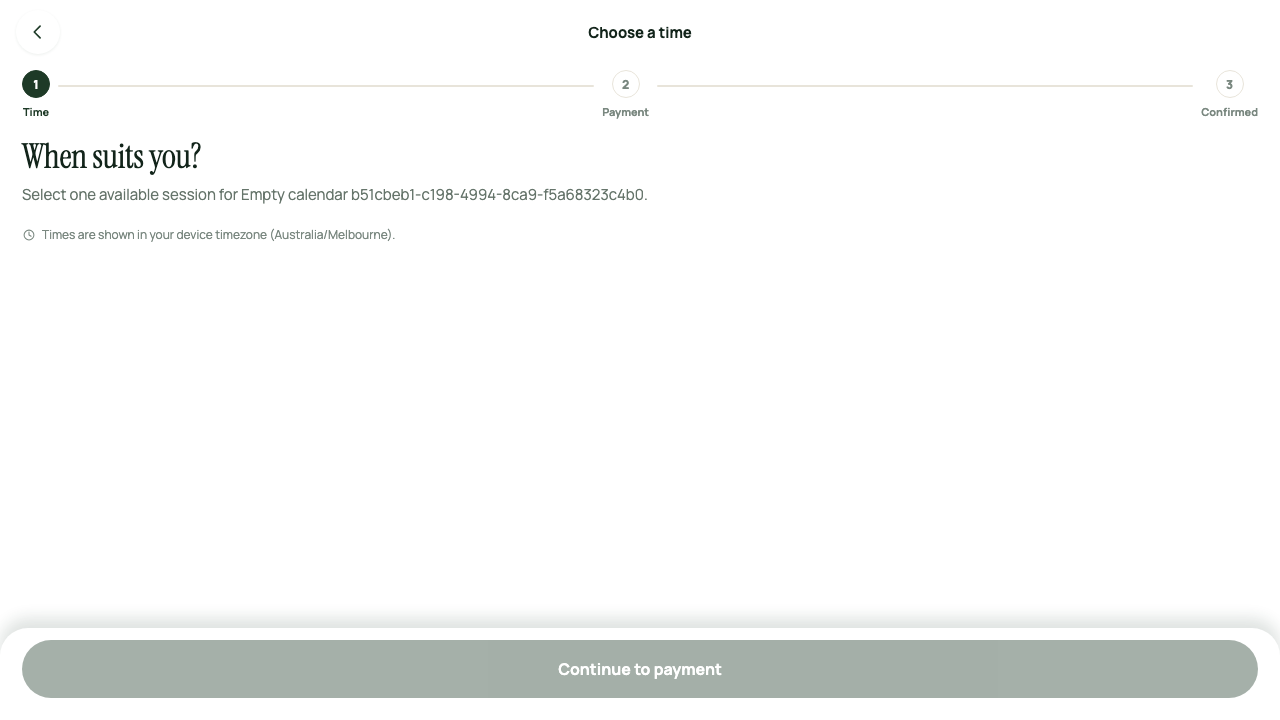 Choose a time
1
2
3
Time
Payment
Confirmed
When suits you?
Select one available session for Empty calendar b51cbeb1-c198-4994-8ca9-f5a68323c4b0.
Times are shown in your device timezone (Australia/Melbourne).
Continue to payment